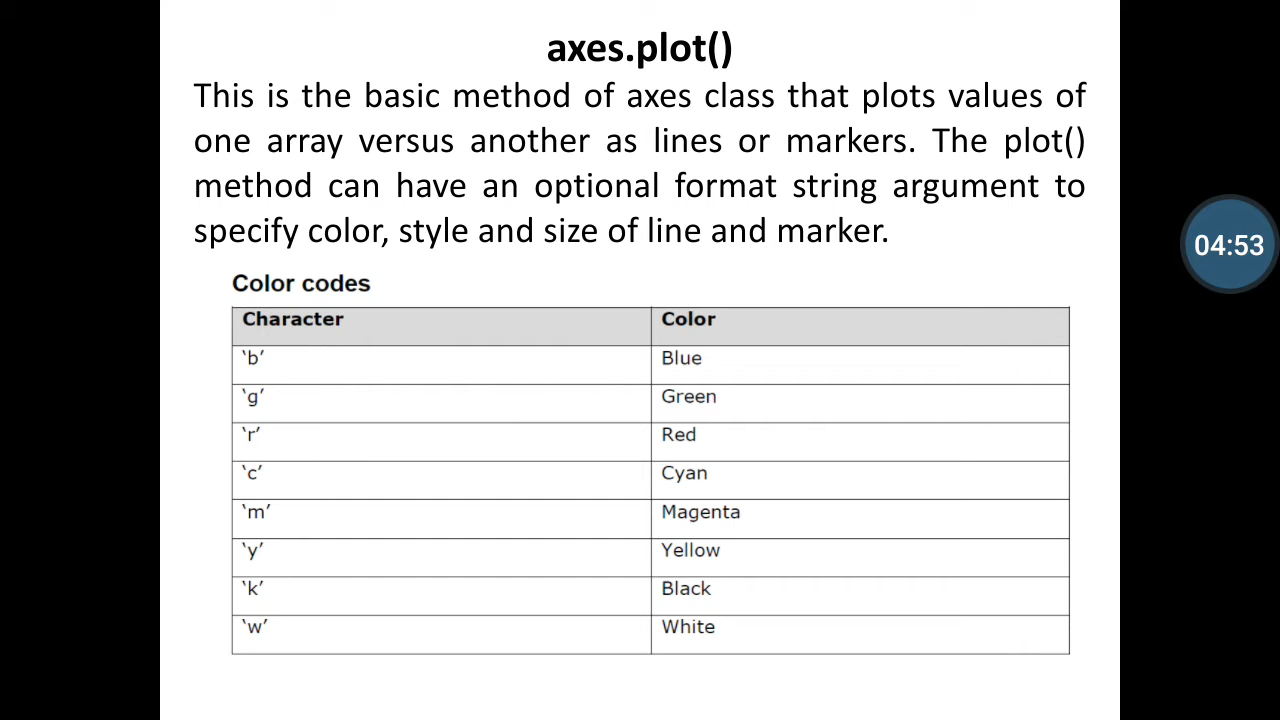 axes.plot()
This is the basic method of axes class that plots values of
one array versus another as lines or markers. The plot()
method can have an optional format string argument to
specify color, style and size of line and marker.
04:53
Color codes
Character Color
‘b’ Blue
‘g’ Green
‘r’ Red
‘c’ Cyan
‘m’ Magenta
‘y’ Yellow
‘k’ Black
‘w’ White